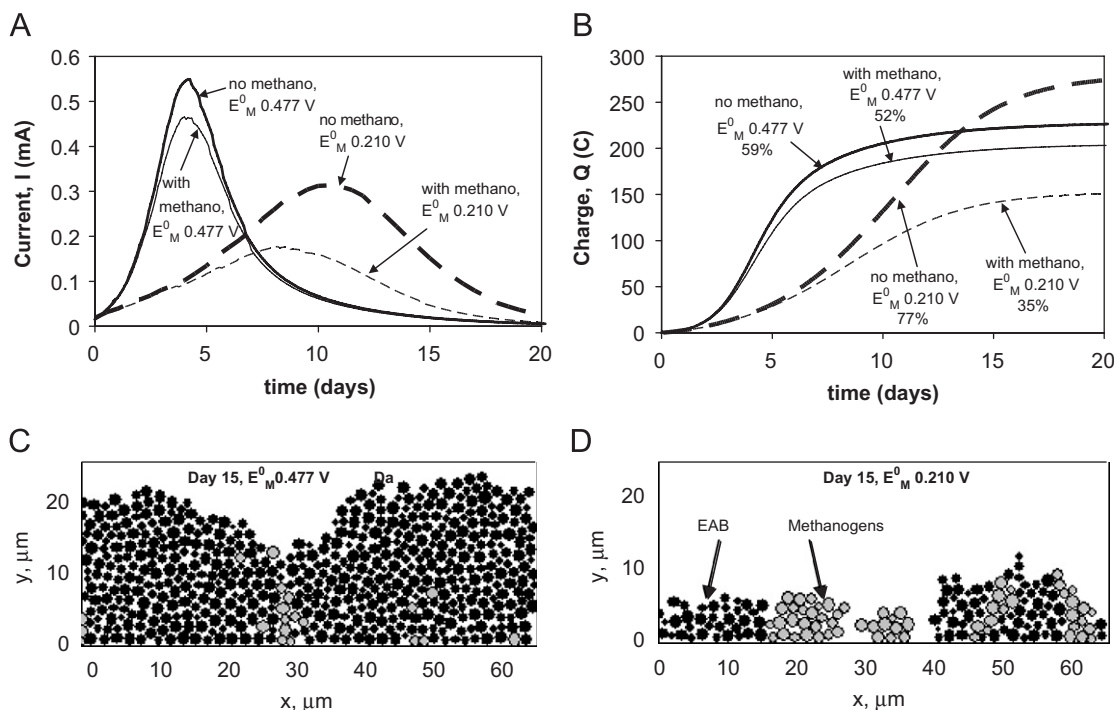 A
0.6
0.5
0.4
0.3
0.2
0.1
0
Current, I (mA)
no methano,
E⁰M 0.477 V
no methano,
E⁰M 0.210 V
with
methano,
E⁰M 0.477 V
with methano,
E⁰M 0.210 V
0 5 10 15 20
time (days)
B
300
250
200
150
100
50
0
Charge, Q (C)
with methano,
E⁰M 0.477 V
52%
no methano,
E⁰M 0.477 V
59%
no methano,
E⁰M 0.210 V
77%
with methano,
E⁰M 0.210 V
35%
0 5 10 15 20
time (days)
C
Day 15, E⁰M 0.477 V Da
20
10
0
y, μm
0 10 20 30 40 50 60
x, μm
D
Day 15, E⁰M 0.210 V
EAB Methanogens
20
10
0
y, μm
0 10 20 30 40 50 60
x, μm